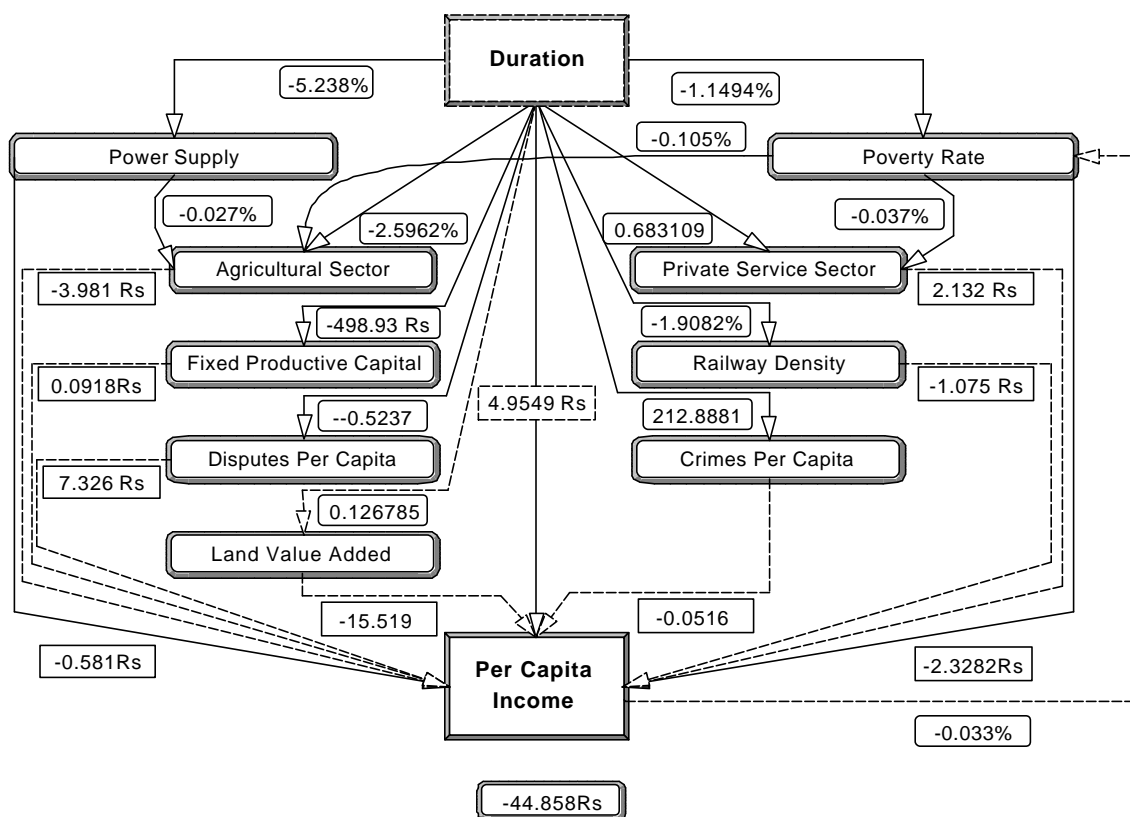 Duration
-5.238%
-1.1494%
-0.105%
Power Supply
Poverty Rate
-0.027%
-2.5962%
0.683109
-0.037%
Agricultural Sector
Private Service Sector
-3.981 Rs
2.132 Rs
-498.93 Rs
-1.9082%
Fixed Productive Capital
Railway Density
0.0918Rs
-1.075 Rs
4.9549 Rs
--0.5237
212.8881
Disputes Per Capita
Crimes Per Capita
7.326 Rs
0.126785
Land Value Added
-15.519
-0.0516
-0.581Rs
Per Capita
Income
-2.3282Rs
-0.033%
-44.858Rs